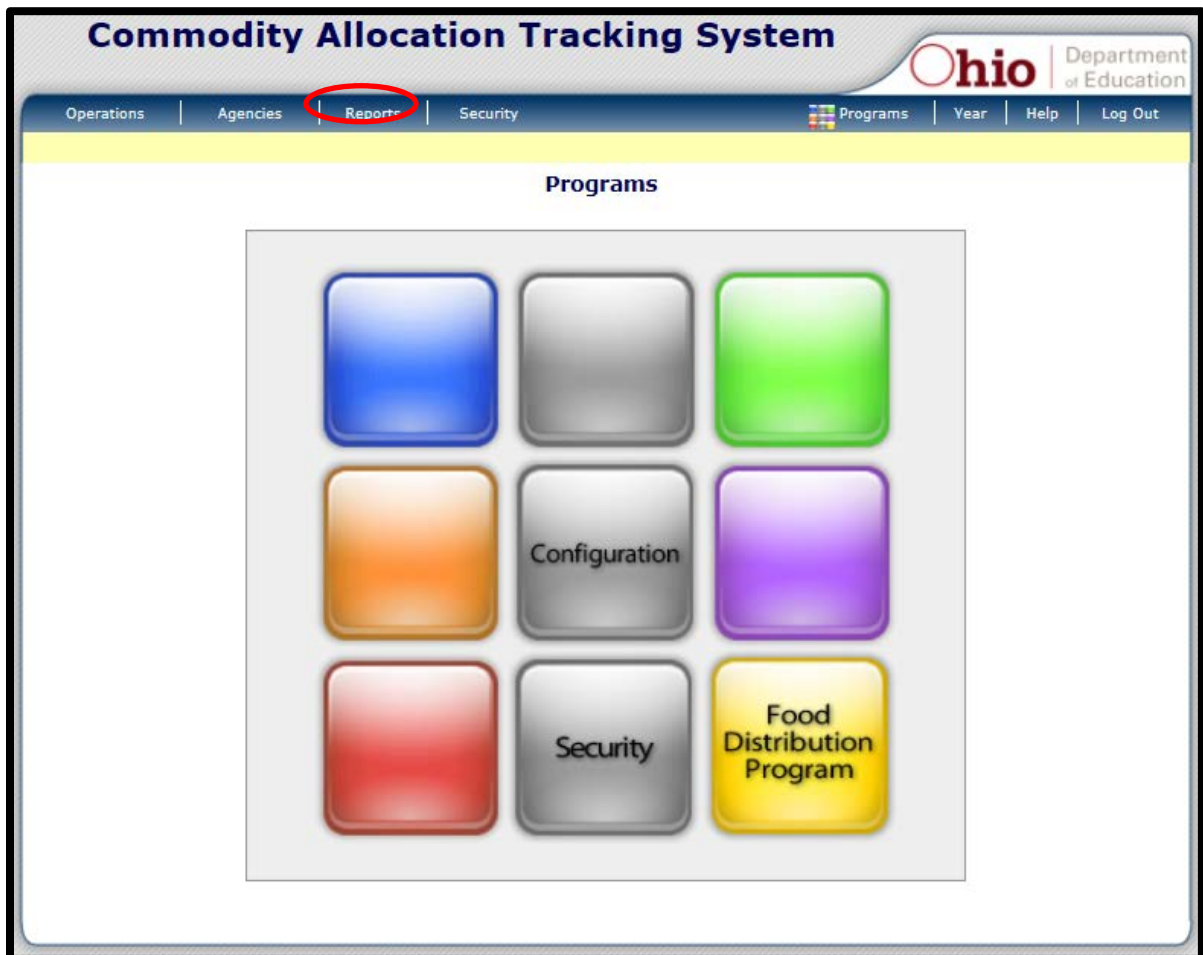 Commodity Allocation Tracking System
Ohio Department of Education
Operations Agencies Reports Security Programs Year Help Log Out
Programs
Configuration
Security
Food
Distribution
Program